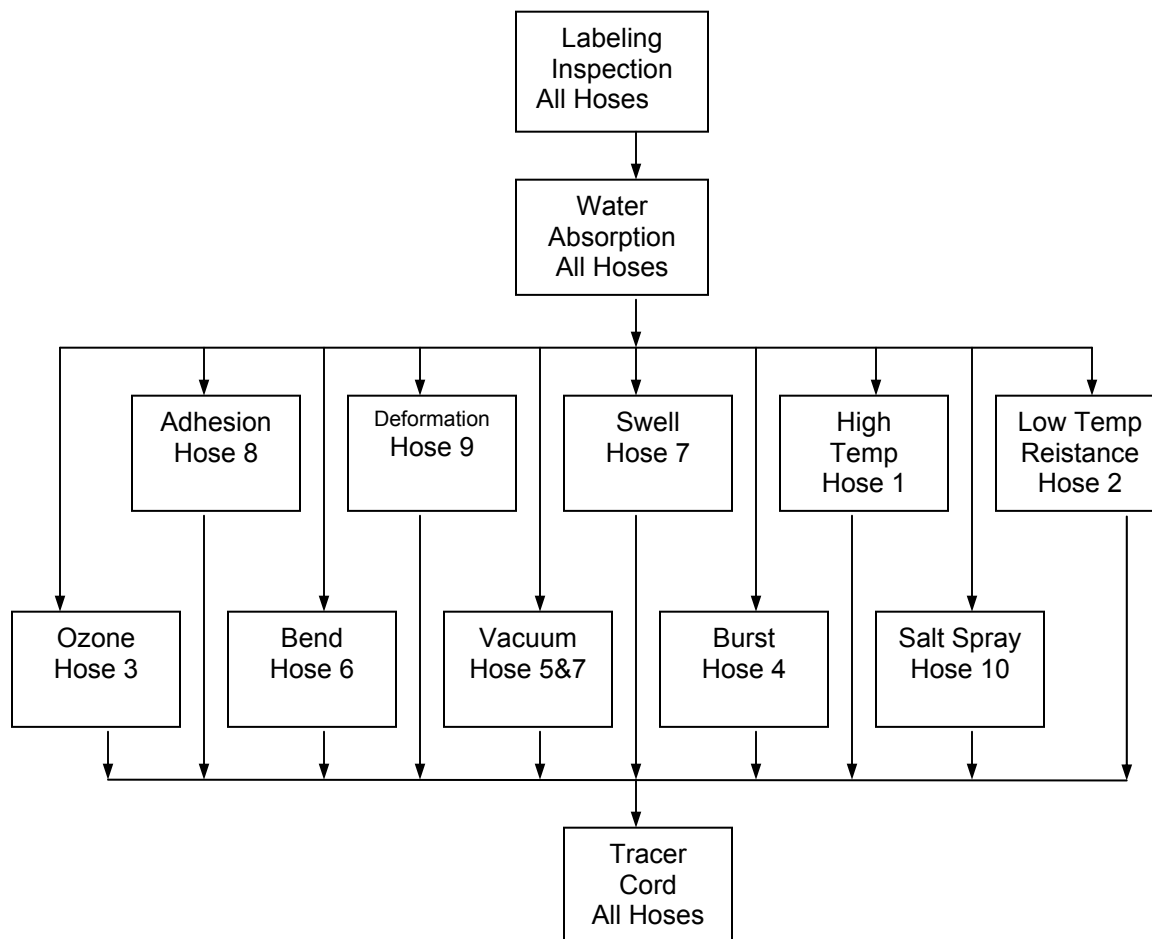 Labeling
Inspection
All Hoses
Water
Absorption
All Hoses
Adhesion
Hose 8
Deformation
Hose 9
Swell
Hose 7
High
Temp
Hose 1
Low Temp
Reistance
Hose 2
Ozone
Hose 3
Bend
Hose 6
Vacuum
Hose 5&7
Burst
Hose 4
Salt Spray
Hose 10
Tracer
Cord
All Hoses